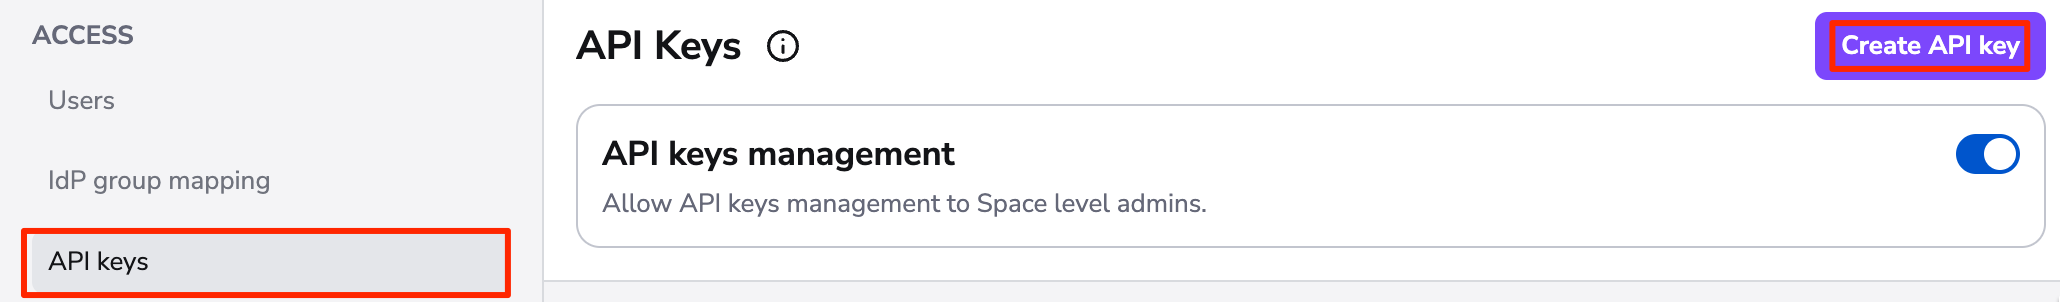 ACCESS
Users
IdP group mapping
API keys
API Keys
Create API key
API keys management
Allow API keys management to Space level admins.